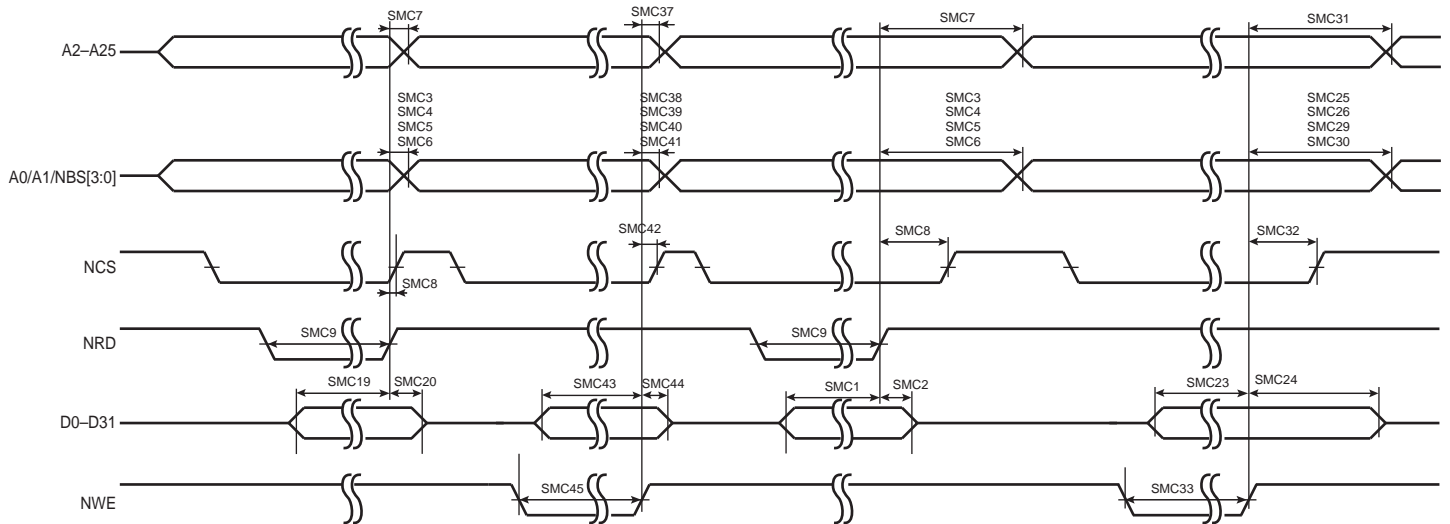 SMC7 SMC37 SMC7 SMC31
A2–A25
SMC3 SMC38 SMC3 SMC25
SMC4 SMC39 SMC4 SMC26
SMC5 SMC40 SMC5 SMC29
SMC6 SMC41 SMC6 SMC30
A0/A1/NBS[3:0]
SMC42 SMC8 SMC32
NCS
SMC8
SMC9 SMC9
NRD
SMC19 SMC20 SMC43 SMC44 SMC1 SMC2 SMC23 SMC24
D0–D31
SMC45 SMC33
NWE